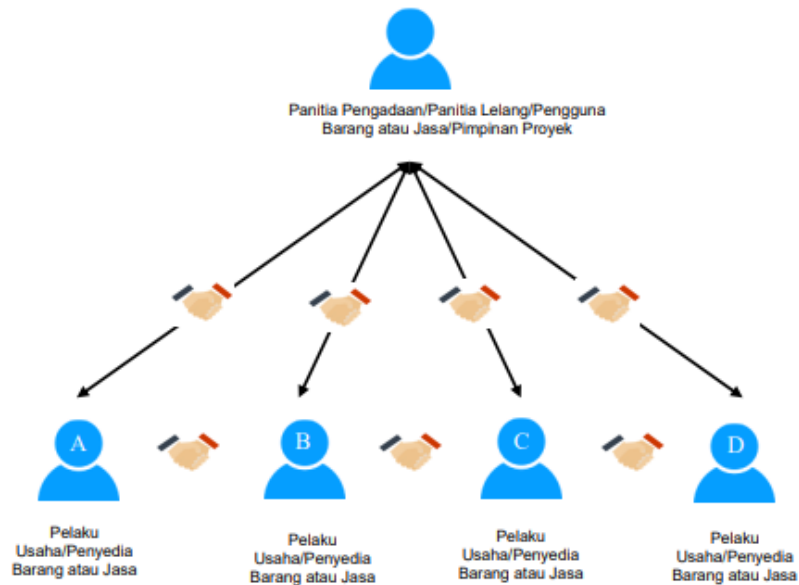 Panitia Pengadaan/Panitia Lelang/Pengguna
Barang atau Jasa/Pimpinan Proyek
A
B
C
D
Pelaku
Usaha/Penyedia
Barang atau Jasa
Pelaku
Usaha/Penyedia
Barang atau Jasa
Pelaku
Usaha/Penyedia
Barang atau Jasa
Pelaku
Usaha/Penyedia
Barang atau Jasa